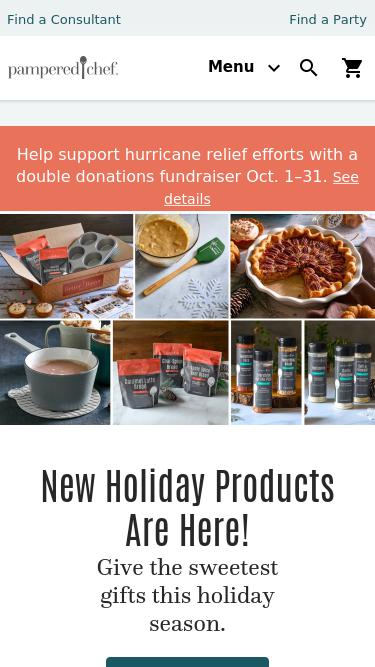 Find a Consultant
Find a Party
pampered chef.
Menu
Help support hurricane relief efforts with a
double donations fundraiser Oct. 1–31. See
details
New Holiday Products
Are Here!
Give the sweetest
gifts this holiday
season.